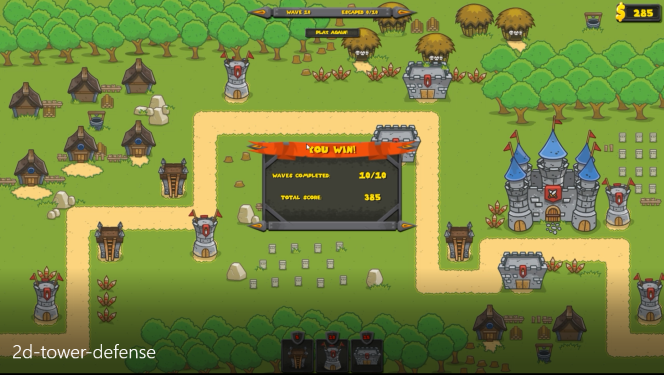 WAVE 10
ESCAPED 0/10
$ 285
PLAY AGAIN!
YOU WIN!
WAVES COMPLETED 10/10
TOTAL SCORE 385
2d-tower-defense